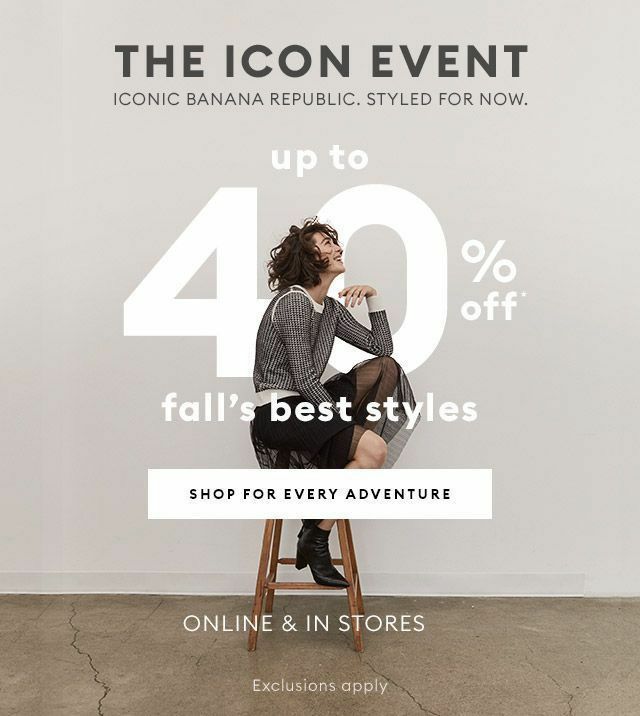 THE ICON EVENT
ICONIC BANANA REPUBLIC. STYLED FOR NOW.
up to
40% off*
fall's best styles
SHOP FOR EVERY ADVENTURE
ONLINE & IN STORES
Exclusions apply